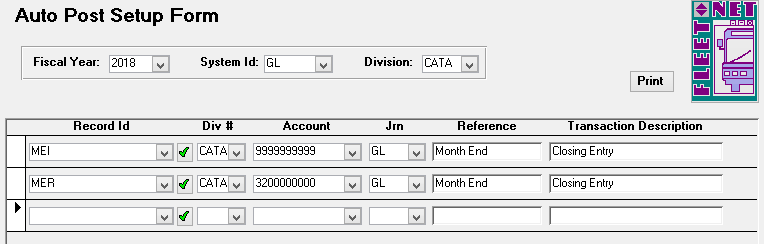 Auto Post Setup Form
FLEET NET
Fiscal Year: 2018 System Id: GL Division: CATA
Print
Record Id Div # Account Jrn Reference Transaction Description
MEI CATA 9999999999 GL Month End Closing Entry
MER CATA 3200000000 GL Month End Closing Entry